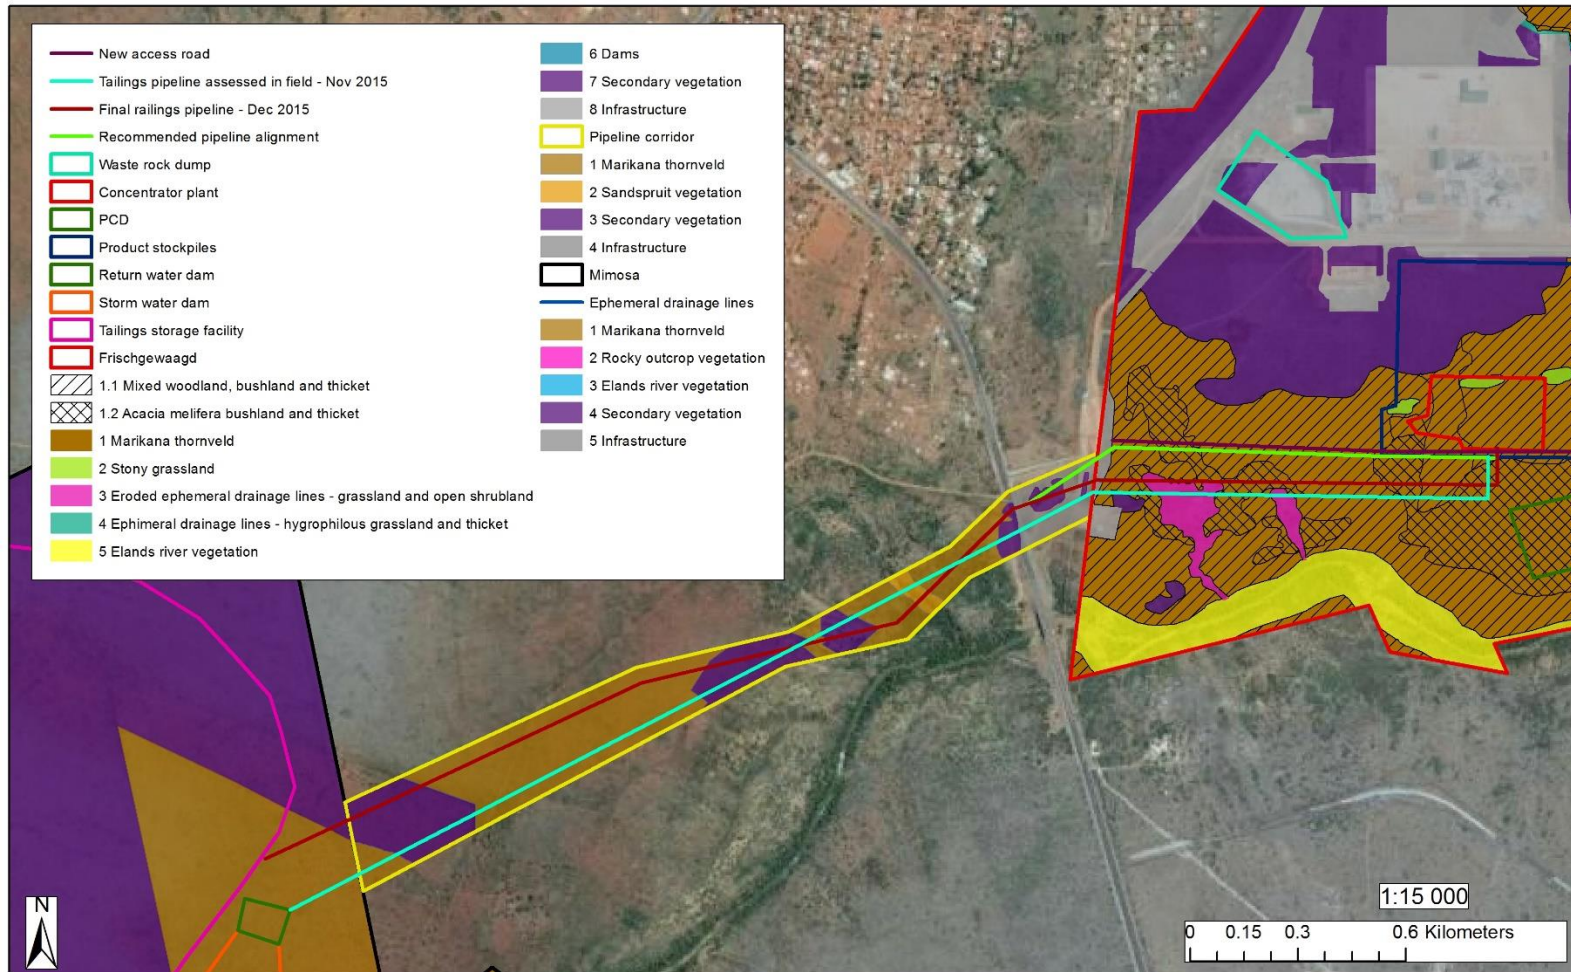 New access road
Tailings pipeline assessed in field - Nov 2015
Final railings pipeline - Dec 2015
Recommended pipeline alignment
Waste rock dump
Concentrator plant
PCD
Product stockpiles
Return water dam
Storm water dam
Tailings storage facility
Frischgewaagd
1.1 Mixed woodland, bushland and thicket
1.2 Acacia melifera bushland and thicket
1 Marikana thornveld
2 Stony grassland
3 Eroded ephemeral drainage lines - grassland and open shrubland
4 Ephimeral drainage lines - hygrophilous grassland and thicket
5 Elands river vegetation
6 Dams
7 Secondary vegetation
8 Infrastructure
Pipeline corridor
1 Marikana thornveld
2 Sandspruit vegetation
3 Secondary vegetation
4 Infrastructure
Mimosa
Ephemeral drainage lines
1 Marikana thornveld
2 Rocky outcrop vegetation
3 Elands river vegetation
4 Secondary vegetation
5 Infrastructure
N
1:15 000
0 0.15 0.3 0.6 Kilometers